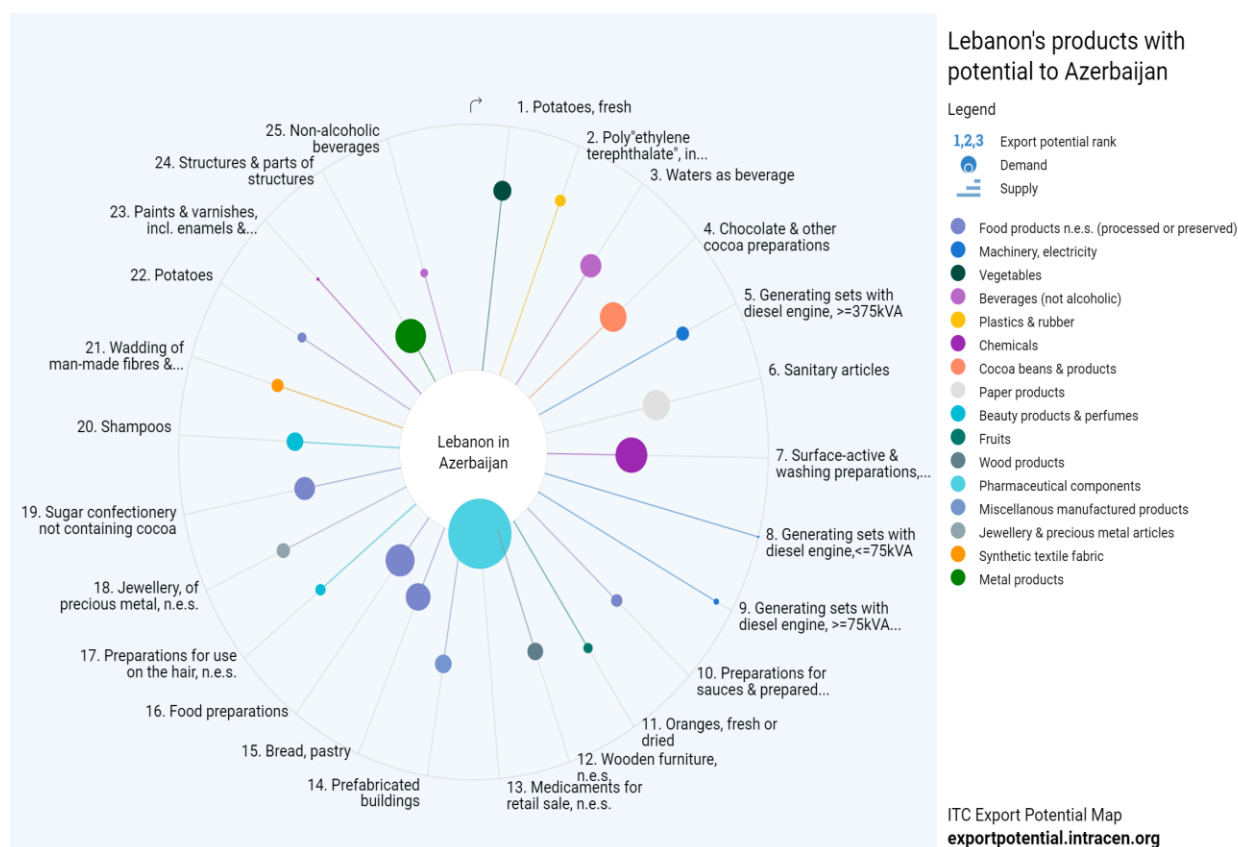 Lebanon's products with
potential to Azerbaijan
Legend
1,2,3 Export potential rank
Demand
Supply
Food products n.e.s. (processed or preserved)
Machinery, electricity
Vegetables
Beverages (not alcoholic)
Plastics & rubber
Chemicals
Cocoa beans & products
Paper products
Beauty products & perfumes
Fruits
Wood products
Pharmaceutical components
Miscellanous manufactured products
Jewellery & precious metal articles
Synthetic textile fabric
Metal products
1. Potatoes, fresh
2. Poly"ethylene
terephthalate", in...
3. Waters as beverage
4. Chocolate & other
cocoa preparations
5. Generating sets with
diesel engine, >=375kVA
6. Sanitary articles
7. Surface-active &
washing preparations,...
8. Generating sets with
diesel engine,<=75kVA
9. Generating sets with
diesel engine, >=75kVA...
10. Preparations for
sauces & prepared...
11. Oranges, fresh or
dried
12. Wooden furniture,
n.e.s.
13. Medicaments for
retail sale, n.e.s.
14. Prefabricated
buildings
15. Bread, pastry
16. Food preparations
17. Preparations for use
on the hair, n.e.s.
18. Jewellery, of
precious metal, n.e.s.
19. Sugar confectionery
not containing cocoa
20. Shampoos
21. Wadding of
man-made fibres &...
22. Potatoes
23. Paints & varnishes,
incl. enamels &...
24. Structures & parts of
structures
25. Non-alcoholic
beverages
Lebanon in
Azerbaijan
ITC Export Potential Map
exportpotential.intracen.org